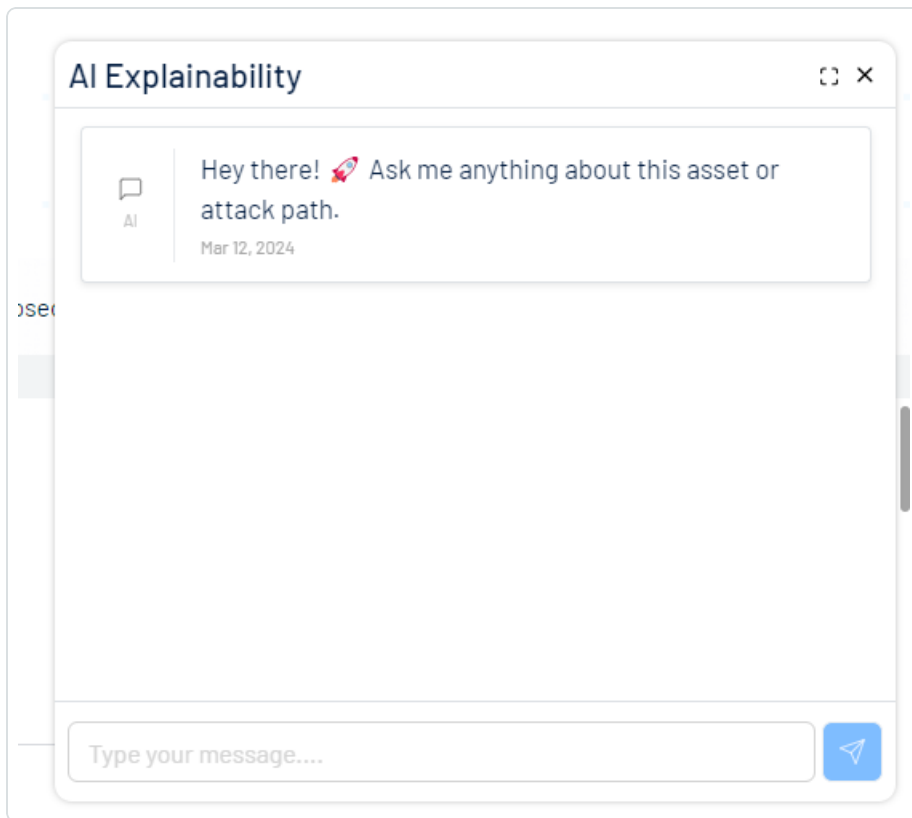 AI Explainability
Hey there! 🚀 Ask me anything about this asset or
attack path.
AI
Mar 12, 2024
Type your message....